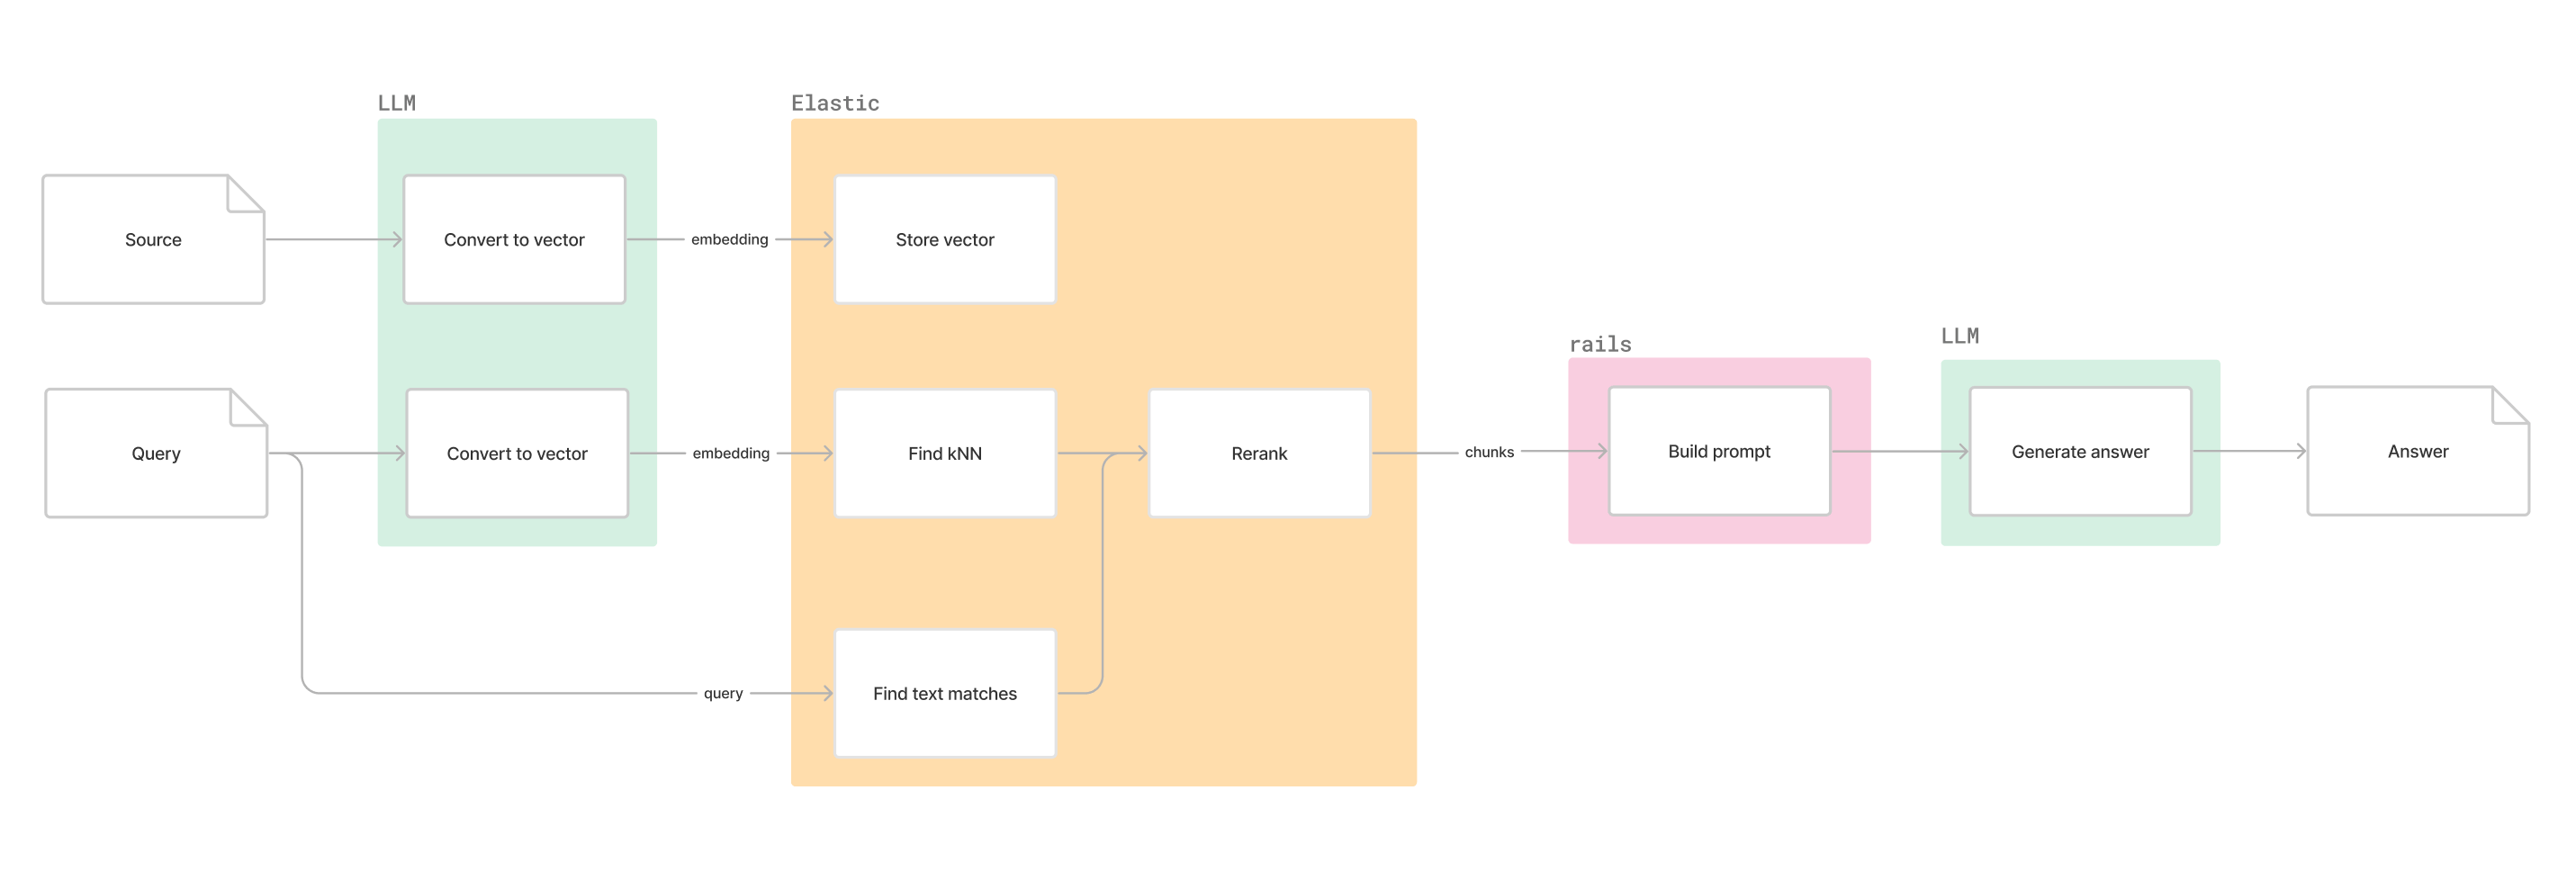 LLM
Elastic
Source
Convert to vector
embedding
Store vector
rails
LLM
Query
Convert to vector
embedding
Find kNN
Rerank
chunks
Build prompt
Generate answer
Answer
query
Find text matches